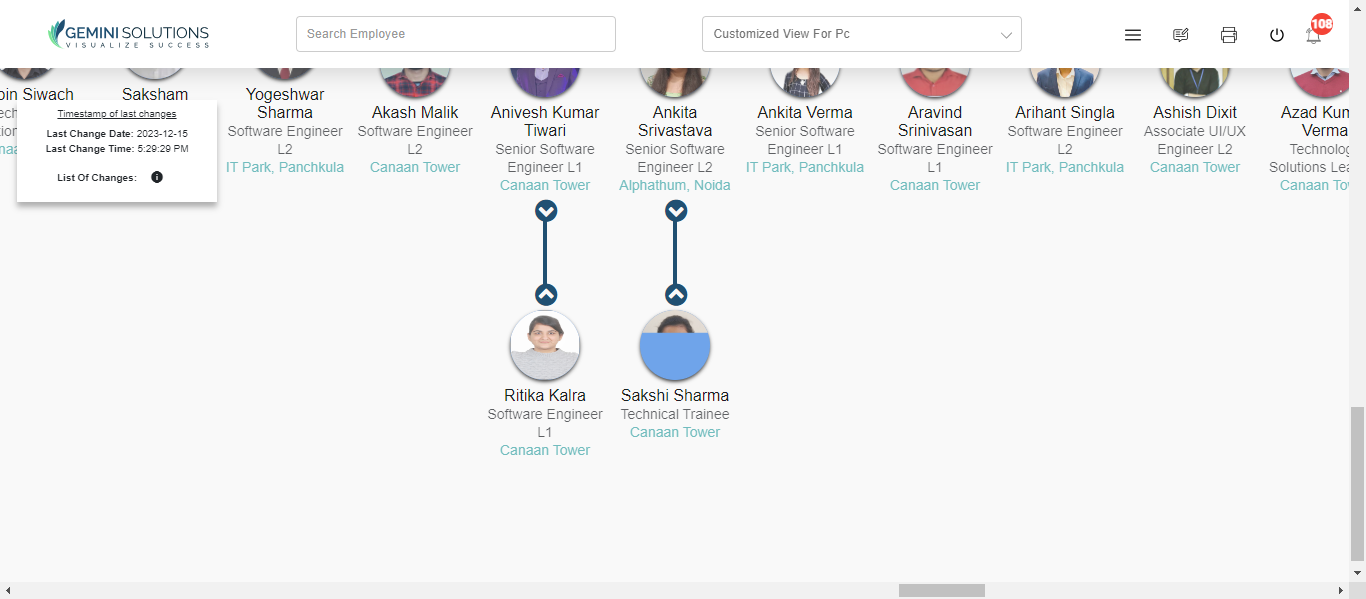 GEMINI SOLUTIONS
VISUALIZE SUCCESS
Search Employee
Customized View For Pc
108
Siwach
Saksham
Timestamp of last changes
Last Change Date: 2023-12-15
Last Change Time: 5:29:29 PM
List Of Changes:
Yogeshwar
Sharma
Software Engineer
L2
IT Park, Panchkula
Akash Malik
Software Engineer
L2
Canaan Tower
Anivesh Kumar
Tiwari
Senior Software
Engineer L1
Canaan Tower
Ankita
Srivastava
Senior Software
Engineer L2
Alphathum, Noida
Ankita Verma
Senior Software
Engineer L1
IT Park, Panchkula
Aravind
Srinivasan
Software Engineer
L1
Canaan Tower
Arihant Singla
Software Engineer
L2
IT Park, Panchkula
Ashish Dixit
Associate UI/UX
Engineer L2
Canaan Tower
Azad Kum
Verma
Technolog
Solutions Lea
Canaan To
Ritika Kalra
Software Engineer
L1
Canaan Tower
Sakshi Sharma
Technical Trainee
Canaan Tower